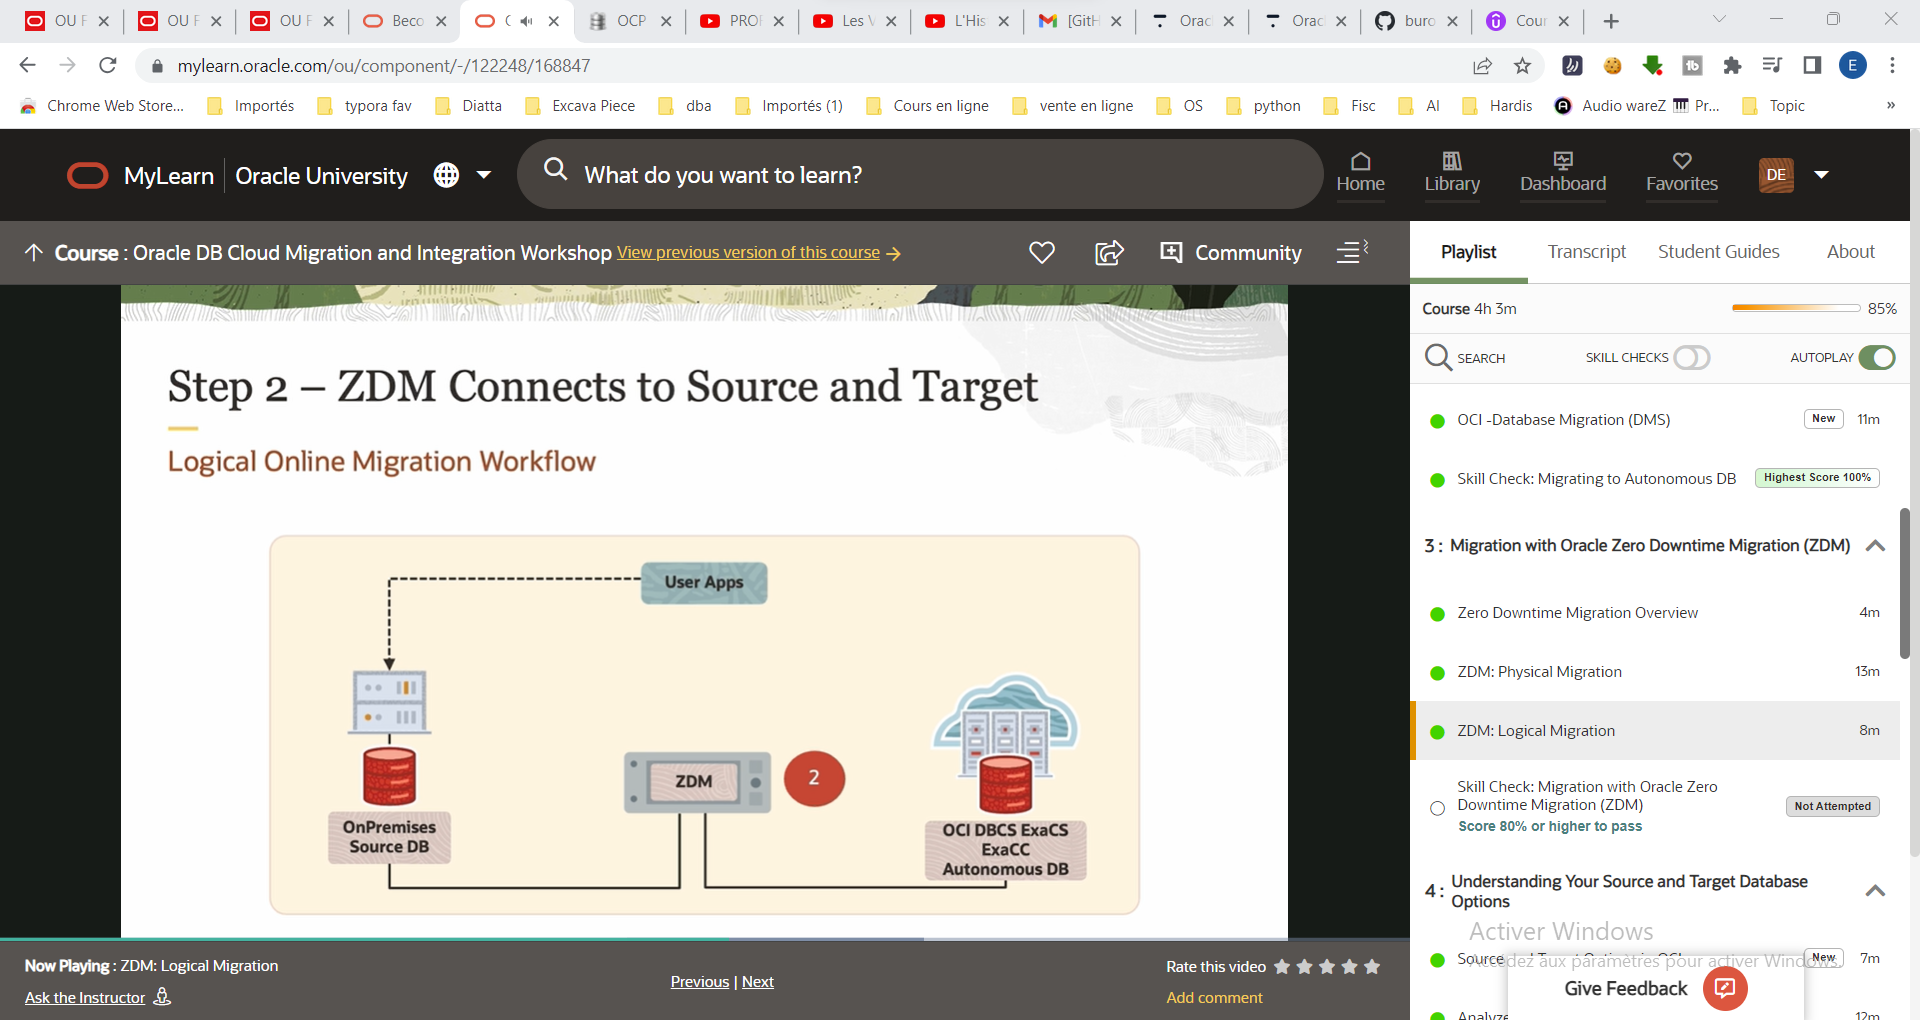 OU F
OU F
OU F
Beco
OCP
PROF
Les V
L'His
[GitH
Orac
Orac
buro
Cour
mylearn.oracle.com/ou/component/-/122248/168847
E
Chrome Web Store...
Importés
typora fav
Diatta
Excava Piece
dba
Importés (1)
Cours en ligne
vente en ligne
OS
python
Fisc
AI
Hardis
Audio wareZ
Pr...
Topic
»
MyLearn
Oracle University
What do you want to learn?
Home
Library
Dashboard
Favorites
DE
Course : Oracle DB Cloud Migration and Integration Workshop View previous version of this course
Community
Playlist
Transcript
Student Guides
About
Course 4h 3m
85%
SEARCH
SKILL CHECKS
AUTOPLAY
Step 2 – ZDM Connects to Source and Target
Logical Online Migration Workflow
User Apps
ZDM
2
OnPremises
Source DB
OCI DBCS ExaCS
ExaCC
Autonomous DB
OCI -Database Migration (DMS)
New
11m
Skill Check: Migrating to Autonomous DB
Highest Score 100%
3 : Migration with Oracle Zero Downtime Migration (ZDM)
Zero Downtime Migration Overview
4m
ZDM: Physical Migration
13m
ZDM: Logical Migration
8m
Skill Check: Migration with Oracle Zero
Downtime Migration (ZDM)
Score 80% or higher to pass
Not Attempted
4 : Understanding Your Source and Target Database
Options
Activer Windows
Accédez aux paramètres pour activer Windows.
New
7m
Give Feedback
Analyze
12m
Now Playing : ZDM: Logical Migration
Ask the Instructor
Previous | Next
Rate this video
Add comment